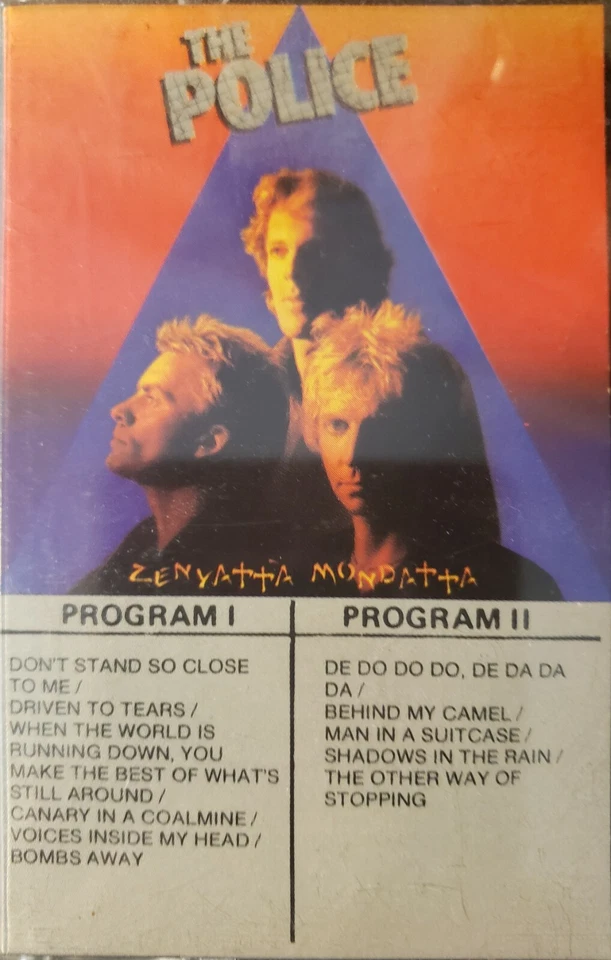 THE
POLICE
ZENYATTA MONDATTA
PROGRAM I
DON'T STAND SO CLOSE
TO ME /
DRIVEN TO TEARS /
WHEN THE WORLD IS
RUNNING DOWN, YOU
MAKE THE BEST OF WHAT'S
STILL AROUND /
CANARY IN A COALMINE /
VOICES INSIDE MY HEAD /
BOMBS AWAY
PROGRAM II
DE DO DO DO, DE DA DA
DA /
BEHIND MY CAMEL /
MAN IN A SUITCASE /
SHADOWS IN THE RAIN /
THE OTHER WAY OF
STOPPING